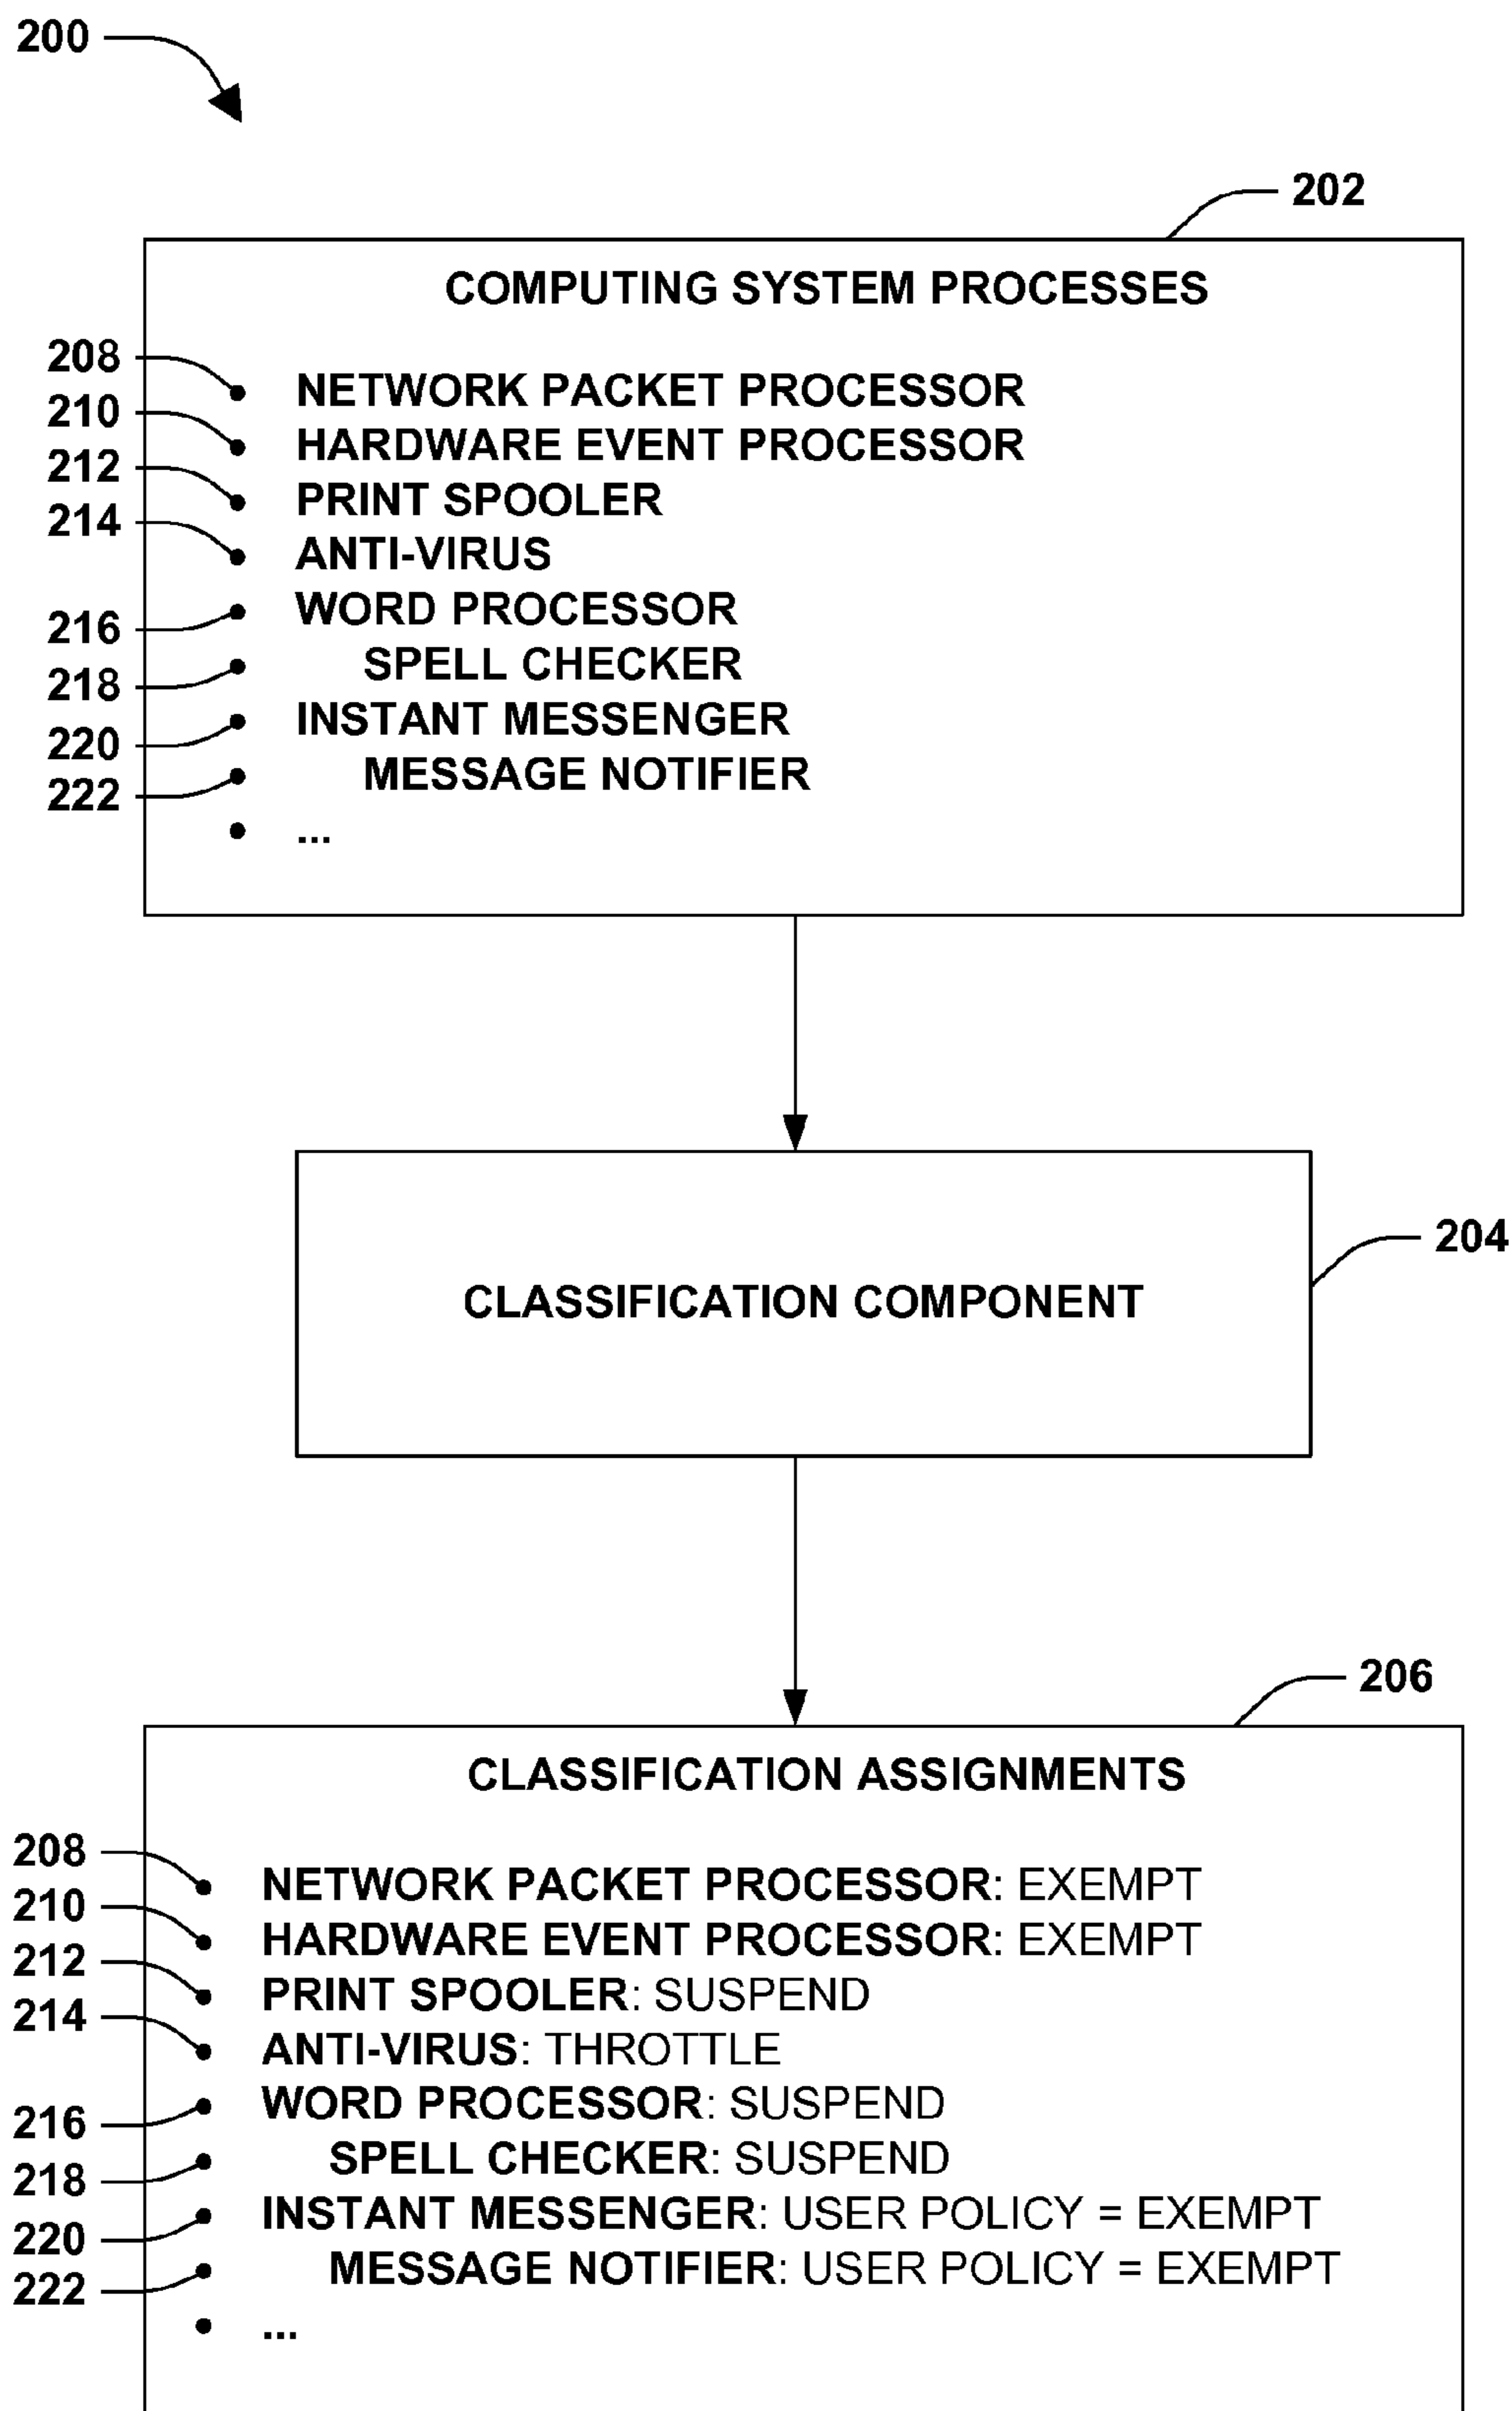 200
202
COMPUTING SYSTEM PROCESSES
208
NETWORK PACKET PROCESSOR
210
HARDWARE EVENT PROCESSOR
212
PRINT SPOOLER
214
ANTI-VIRUS
216
WORD PROCESSOR
218
SPELL CHECKER
220
INSTANT MESSENGER
222
MESSAGE NOTIFIER
...
204
CLASSIFICATION COMPONENT
206
CLASSIFICATION ASSIGNMENTS
208
NETWORK PACKET PROCESSOR: EXEMPT
210
HARDWARE EVENT PROCESSOR: EXEMPT
212
PRINT SPOOLER: SUSPEND
214
ANTI-VIRUS: THROTTLE
216
WORD PROCESSOR: SUSPEND
218
SPELL CHECKER: SUSPEND
220
INSTANT MESSENGER: USER POLICY = EXEMPT
222
MESSAGE NOTIFIER: USER POLICY = EXEMPT
...